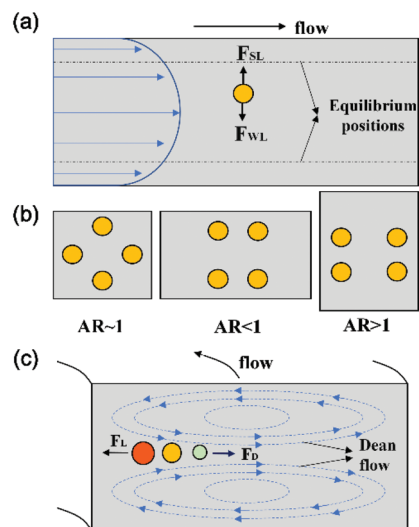 (a)
flow
F_SL
F_WL
Equilibrium
positions
(b)
AR~1
AR<1
AR>1
(c)
flow
F_L
F_D
Dean
flow